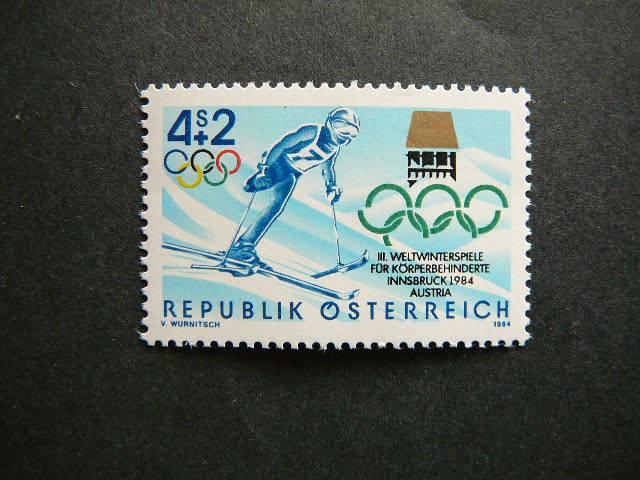 4S+2
III. WELTWINTERSPIELE
FÜR KÖRPERBEHINDERTE
INNSBRUCK 1984
AUSTRIA
REPUBLIK ÖSTERREICH
V. WURNITSCH 1984